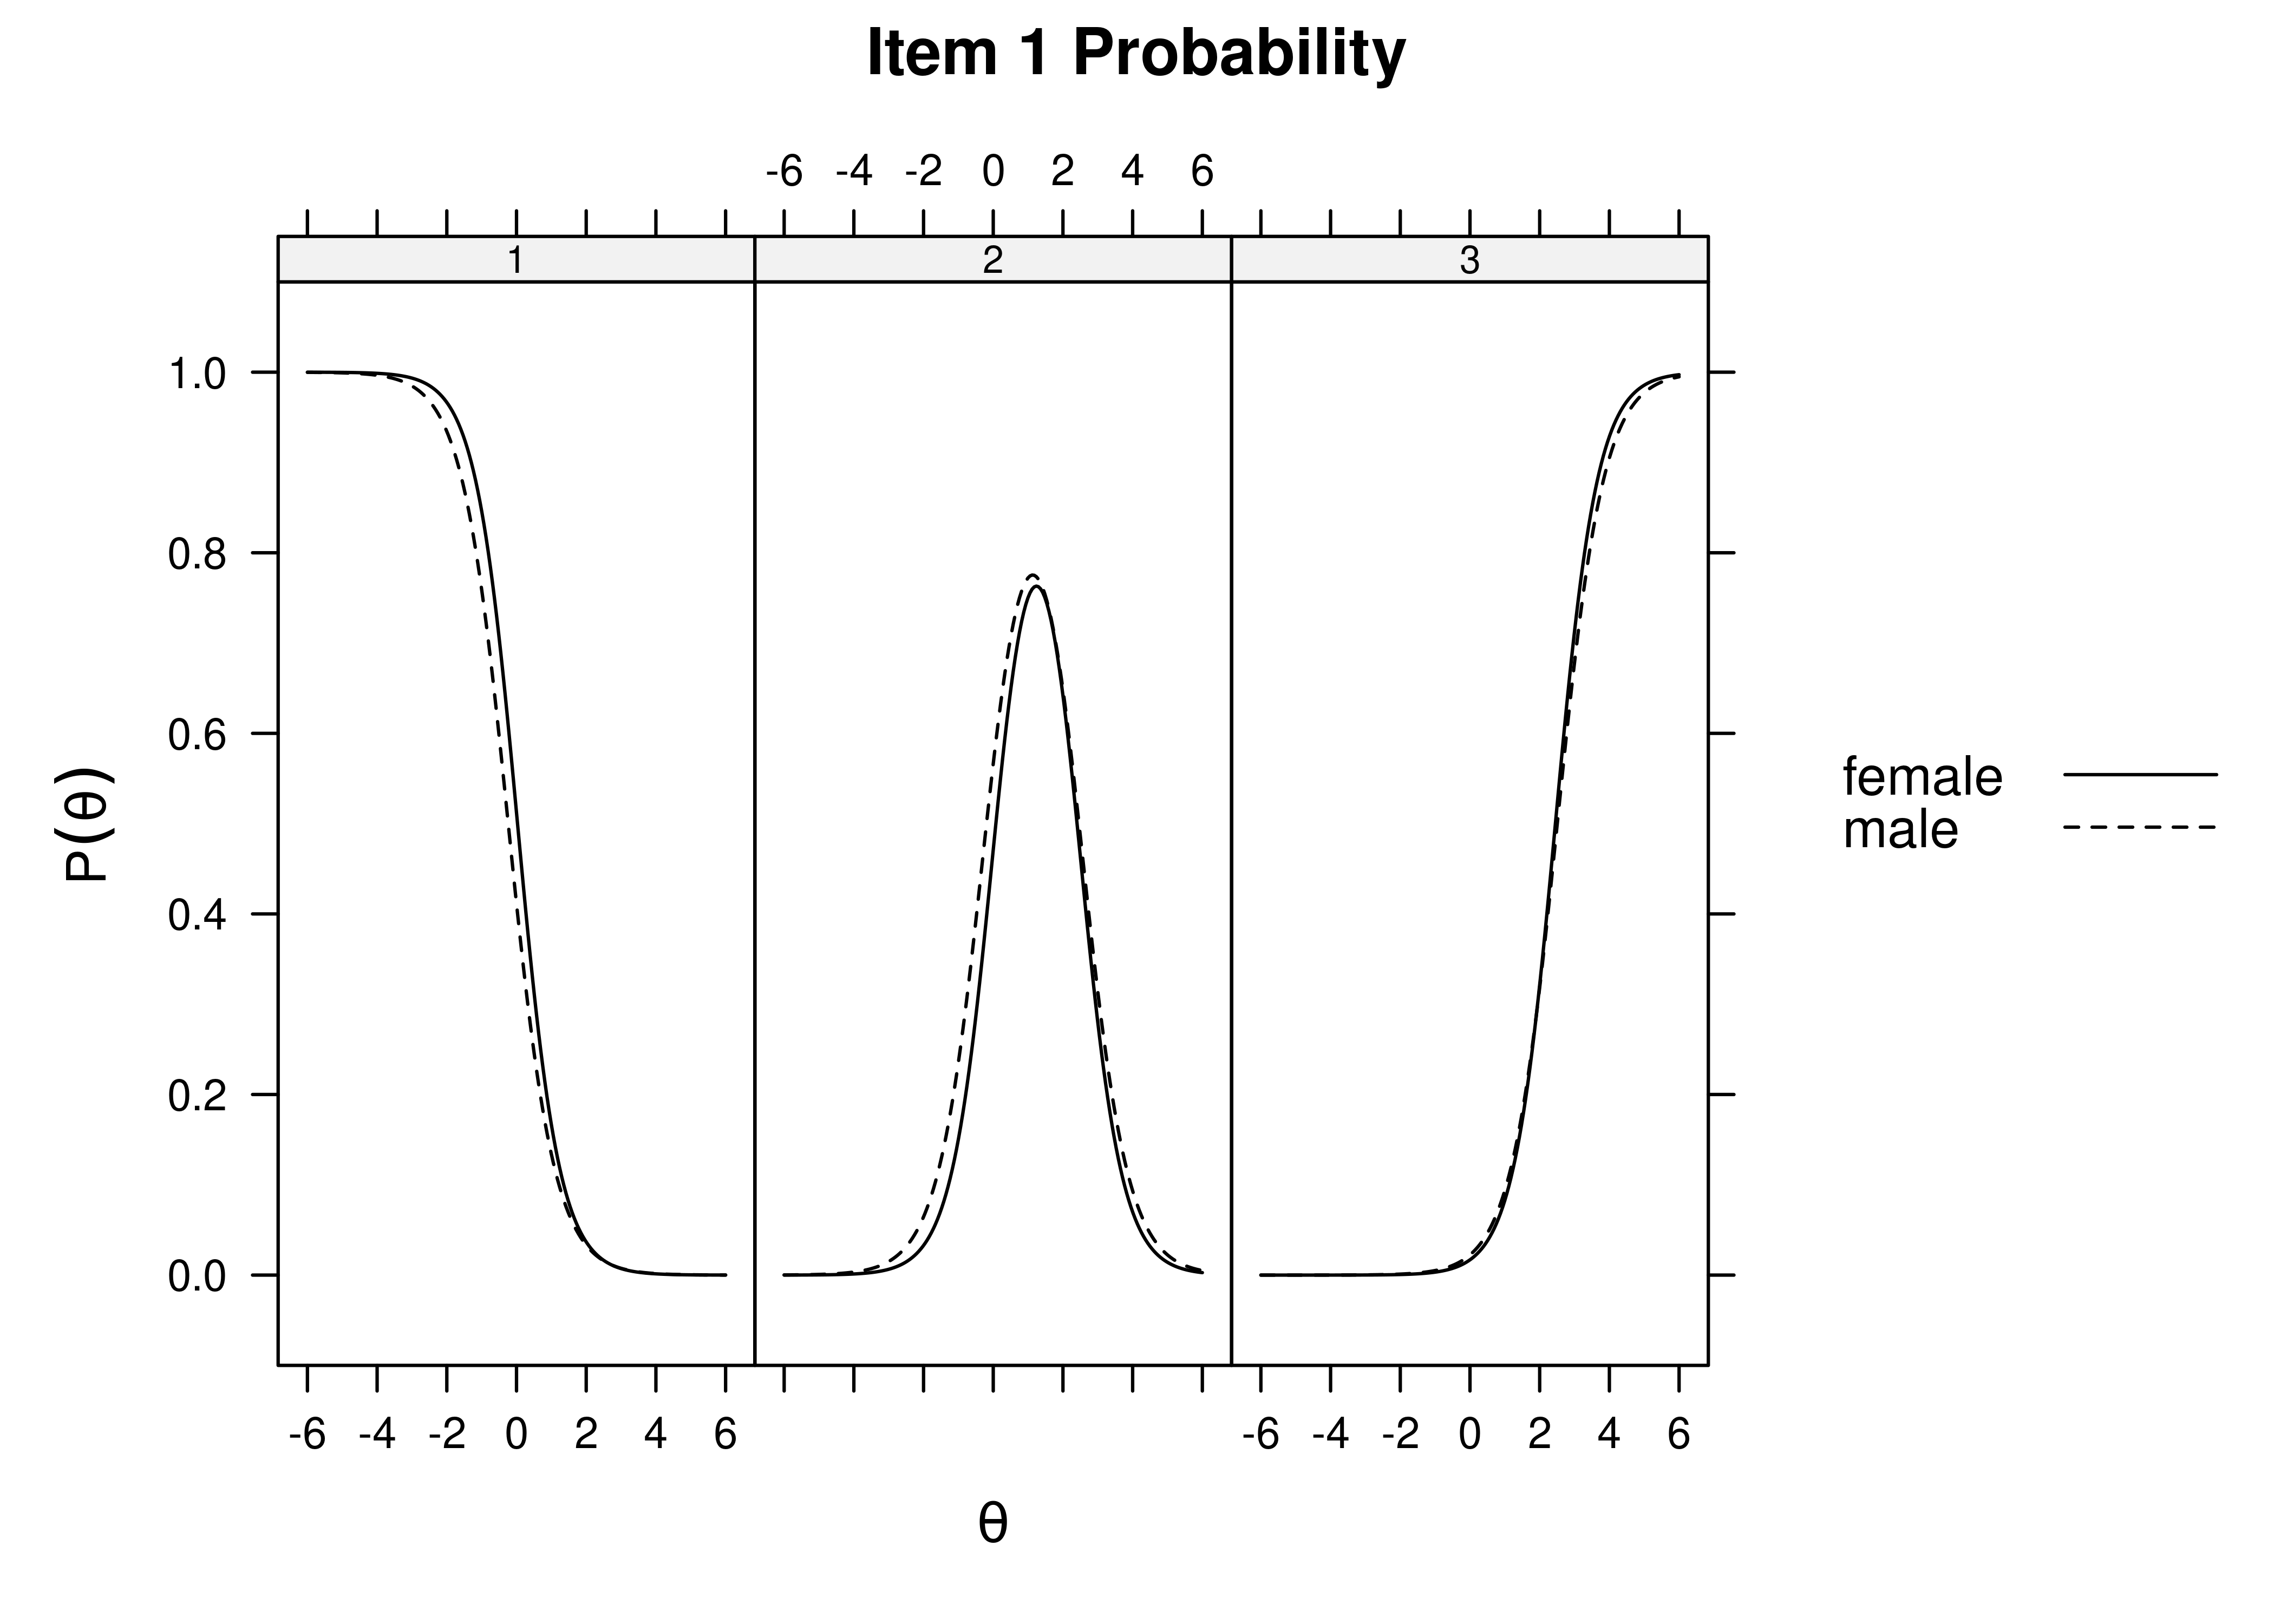 Item 1 Probability
-6 -4 -2 0 2 4 6
1 2 3
1.0
0.8
0.6
0.4
0.2
0.0
P(θ)
female
male
-6 -4 -2 0 2 4 6 -6 -4 -2 0 2 4 6
θ